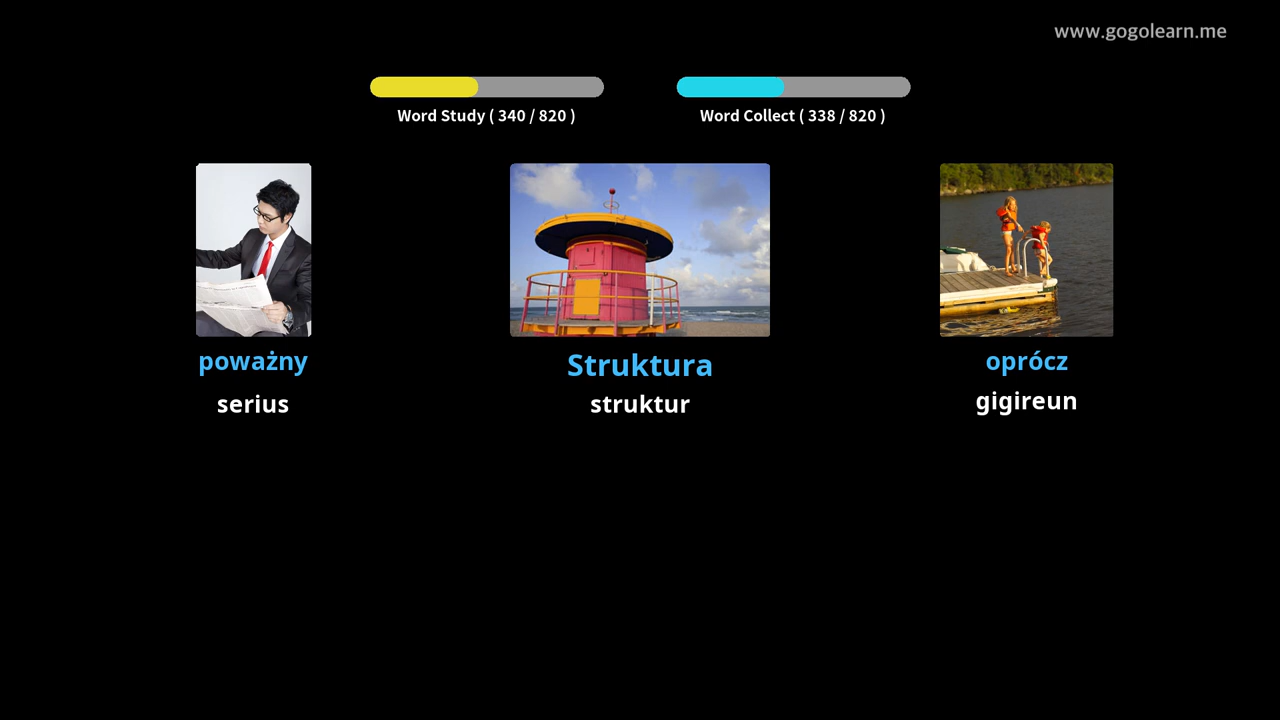 www.gogolearn.me
Word Study ( 340 / 820 )
Word Collect ( 338 / 820 )
poważny
Struktura
oprócz
serius
struktur
gigireun